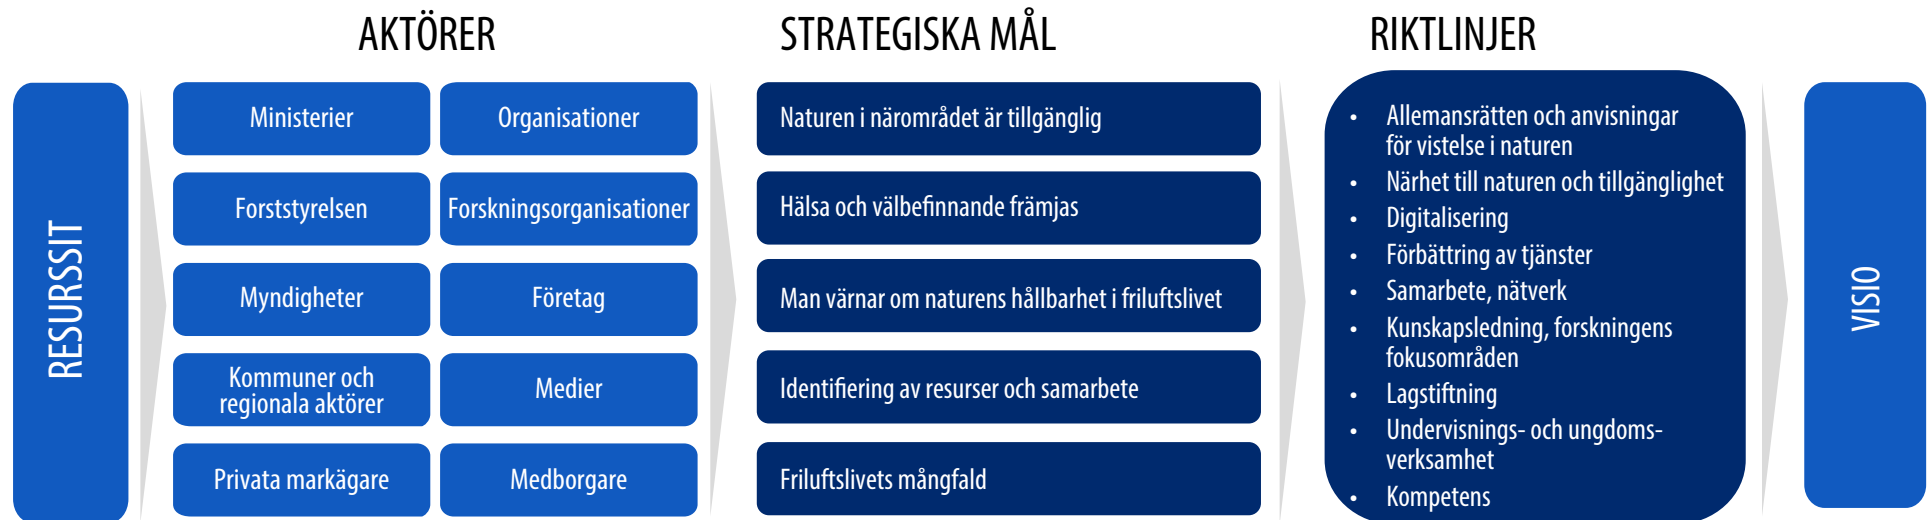 AKTÖRER
STRATEGISKA MÅL
RIKTLINJER
RESURSSIT
Ministerier
Organisationer
Forststyrelsen
Forskningsorganisationer
Myndigheter
Företag
Kommuner och
regionala aktörer
Medier
Privata markägare
Medborgare
Naturen i närområdet är tillgänglig
Hälsa och välbefinnande främjas
Man värnar om naturens hållbarhet i friluftslivet
Identifiering av resurser och samarbete
Friluftslivets mångfald
• Allemansrätten och anvisningar
för vistelse i naturen
• Närhet till naturen och tillgänglighet
• Digitalisering
• Förbättring av tjänster
• Samarbete, nätverk
• Kunskapsledning, forskningens
fokusområden
• Lagstiftning
• Undervisnings- och ungdoms-
verksamhet
• Kompetens
VISIO